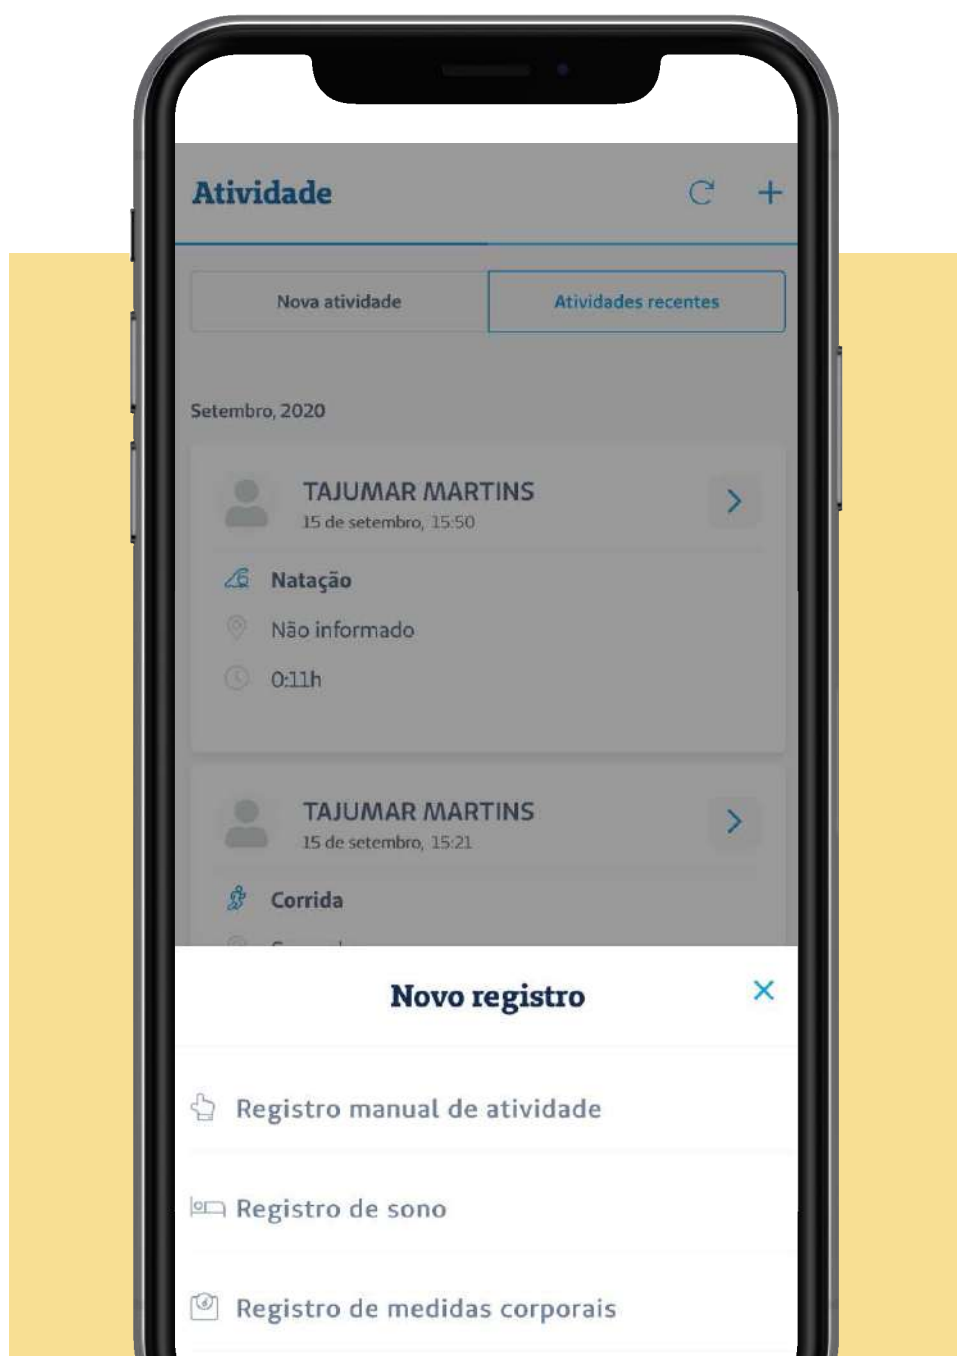 Atividade
Nova atividade
Atividades recentes
Setembro, 2020
TAJUMAR MARTINS
15 de setembro, 15:50
Natação
Não informado
0:11h
TAJUMAR MARTINS
15 de setembro, 15:21
Corrida
Novo registro
Registro manual de atividade
Registro de sono
Registro de medidas corporais